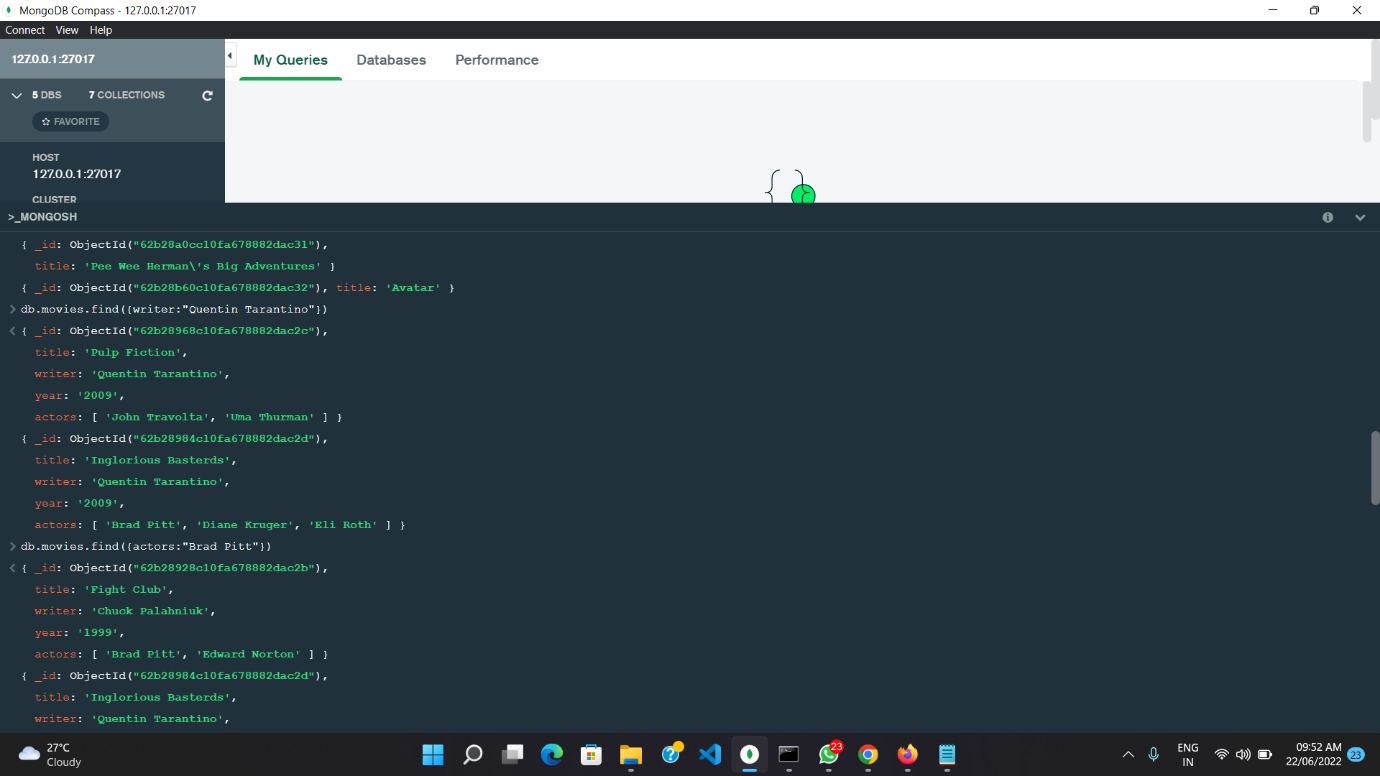 MongoDB Compass - 127.0.0.1:27017
Connect View Help
127.0.0.1:27017
My Queries Databases Performance
5 DBS 7 COLLECTIONS
FAVORITE
HOST
127.0.0.1:27017
CLUSTER
{ }
>_MONGOSH
{ _id: ObjectId("62b28a0cc10fa678882dac31"),
title: 'Pee Wee Herman\'s Big Adventures' }
{ _id: ObjectId("62b28b60c10fa678882dac32"), title: 'Avatar' }
> db.movies.find({writer:"Quentin Tarantino"})
< { _id: ObjectId("62b28968c10fa678882dac2c"),
title: 'Pulp Fiction',
writer: 'Quentin Tarantino',
year: '2009',
actors: [ 'John Travolta', 'Uma Thurman' ] }
{ _id: ObjectId("62b28984c10fa678882dac2d"),
title: 'Inglorious Basterds',
writer: 'Quentin Tarantino',
year: '2009',
actors: [ 'Brad Pitt', 'Diane Kruger', 'Eli Roth' ] }
> db.movies.find({actors:"Brad Pitt"})
< { _id: ObjectId("62b28928c10fa678882dac2b"),
title: 'Fight Club',
writer: 'Chuck Palahniuk',
year: '1999',
actors: [ 'Brad Pitt', 'Edward Norton' ] }
{ _id: ObjectId("62b28984c10fa678882dac2d"),
title: 'Inglorious Basterds',
writer: 'Quentin Tarantino',
27°C
Cloudy
23
ENG
IN
09:52 AM
22/06/2022
23